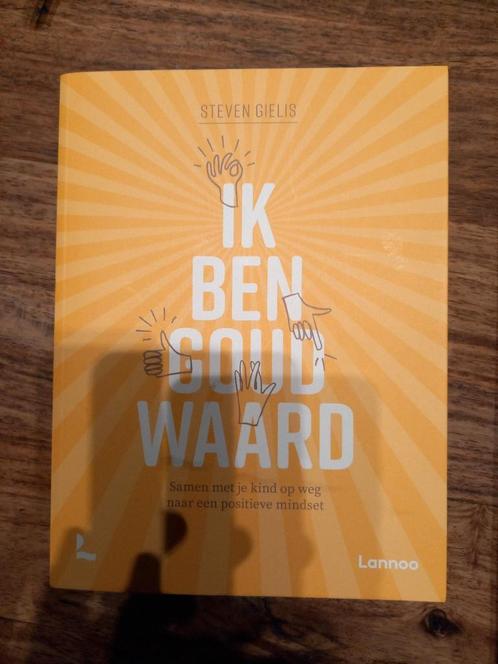 STEVEN GIELIS
IK
BEN
GOUD
WAARD
Samen met je kind op weg
naar een positieve mindset
L
Lannoo